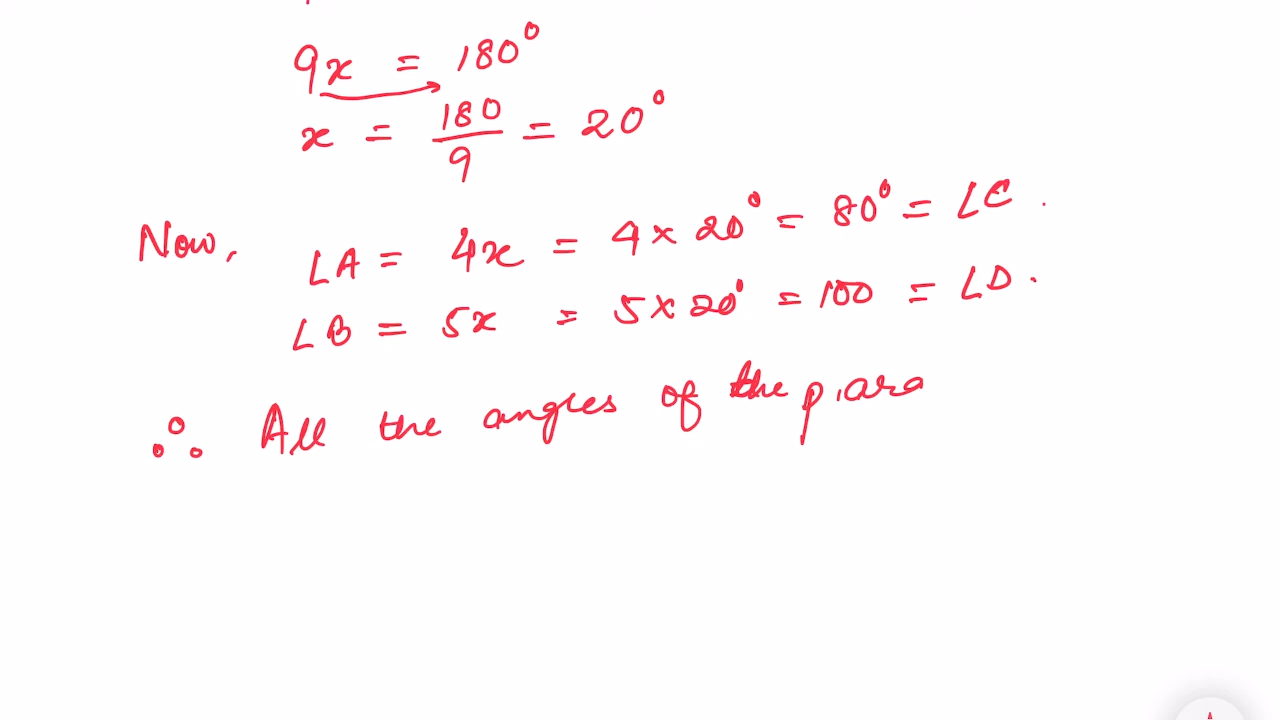 9x = 180°
x = 180/9 = 20°
Now, ∠A = 4x = 4 × 20° = 80° = ∠C.
∠B = 5x = 5 × 20° = 100 = ∠D.
∴ All the angles of the para